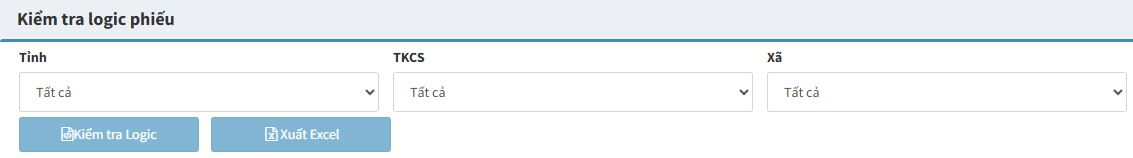 Kiểm tra logic phiếu
Tỉnh TKCS Xã
Tất cả Tất cả Tất cả
Kiểm tra Logic Xuất Excel